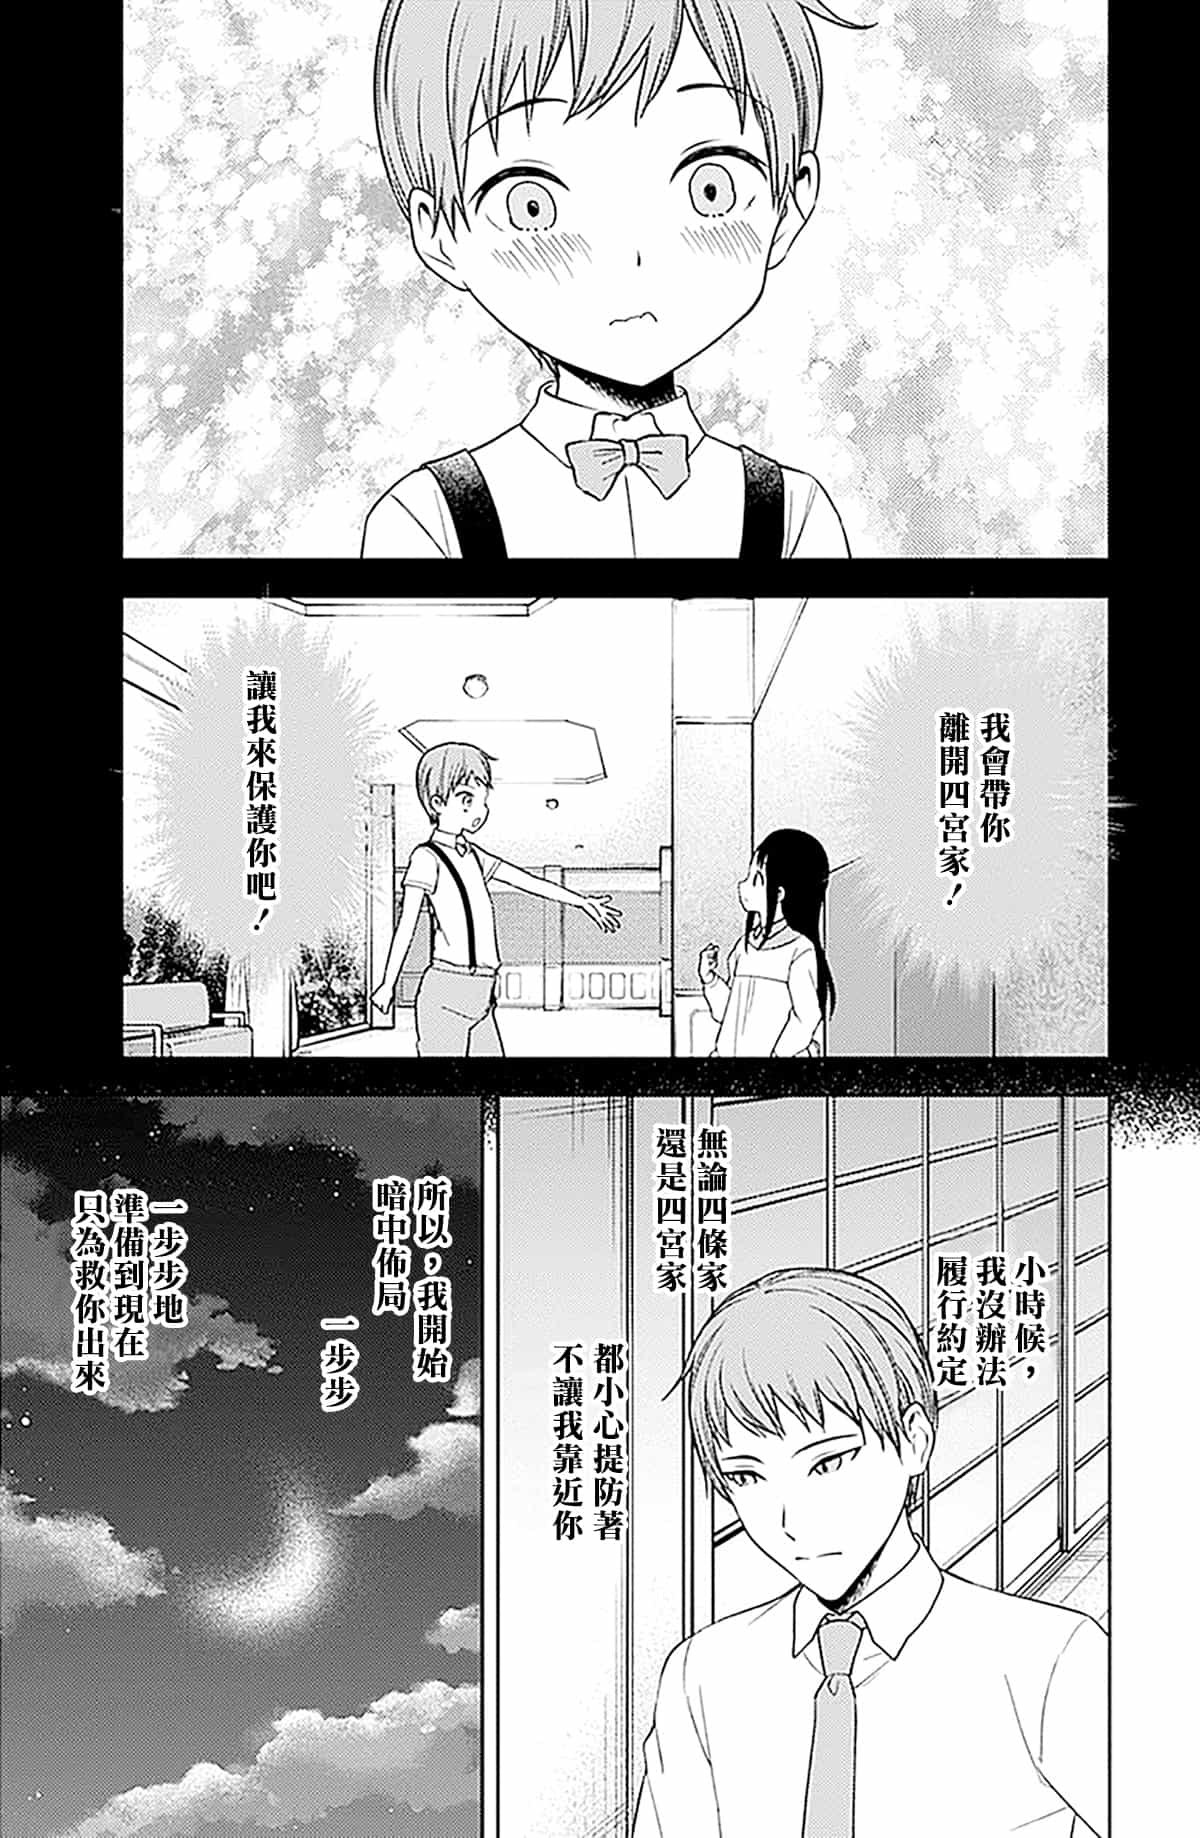 我會帶你
離開四宮家！
讓我來保護你吧！
小時候，
我沒辦法
履行約定
無論四條家
還是四宮家
都小心提防著
不讓我靠近你
所以，我開始
暗中佈局
一步步
一步步地
準備到現在
只為救你出來